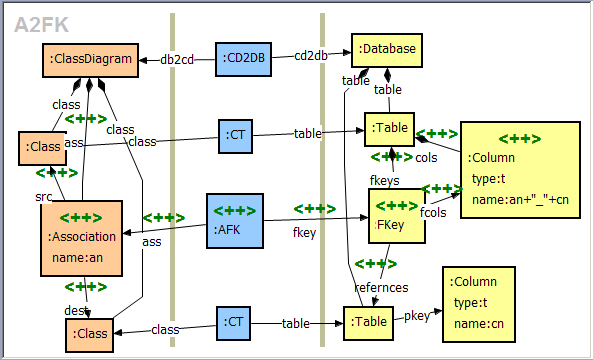 A2FK
:ClassDiagram
db2cd
:CD2DB
cd2db
:Database
class
<++>
ass
class
class
table
table
:Class
<++>
:CT
table
:Table
<++>
cols
<++>
<++>
:Column
type:t
name:an+"_"+cn
src
<++>
:Association
name:an
<++>
ass
<++>
:AFK
<++>
fkey
fkeys
<++>
:FKey
<++>
fcols
<++>
dest
<++>
refernces
:Class
class
:CT
table
:Table
pkey
:Column
type:t
name:cn